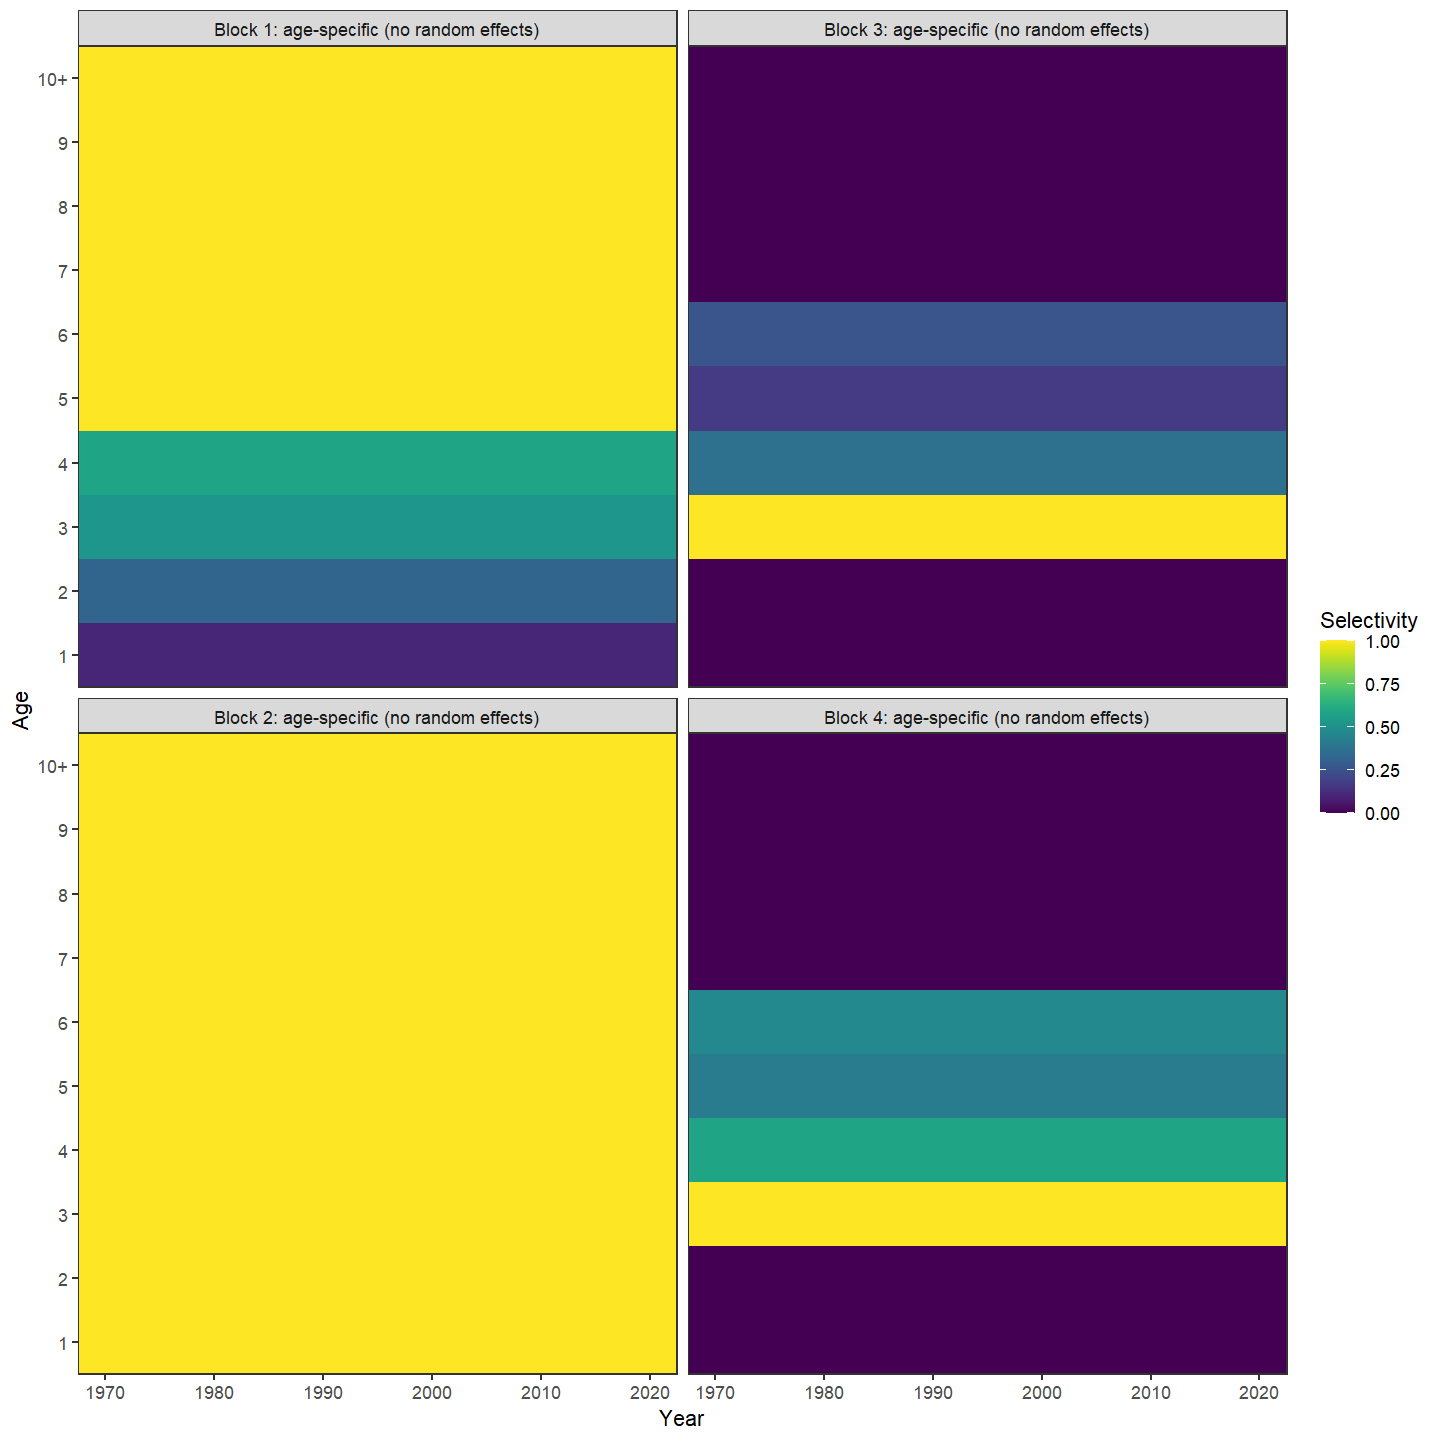 Block 1: age-specific (no random effects)
Block 3: age-specific (no random effects)
10+
9
8
7
6
5
4
3
2
1
Age
Block 2: age-specific (no random effects)
Block 4: age-specific (no random effects)
10+
9
8
7
6
5
4
3
2
1
1970 1980 1990 2000 2010 2020
1970 1980 1990 2000 2010 2020
Year
Selectivity
1.00
0.75
0.50
0.25
0.00